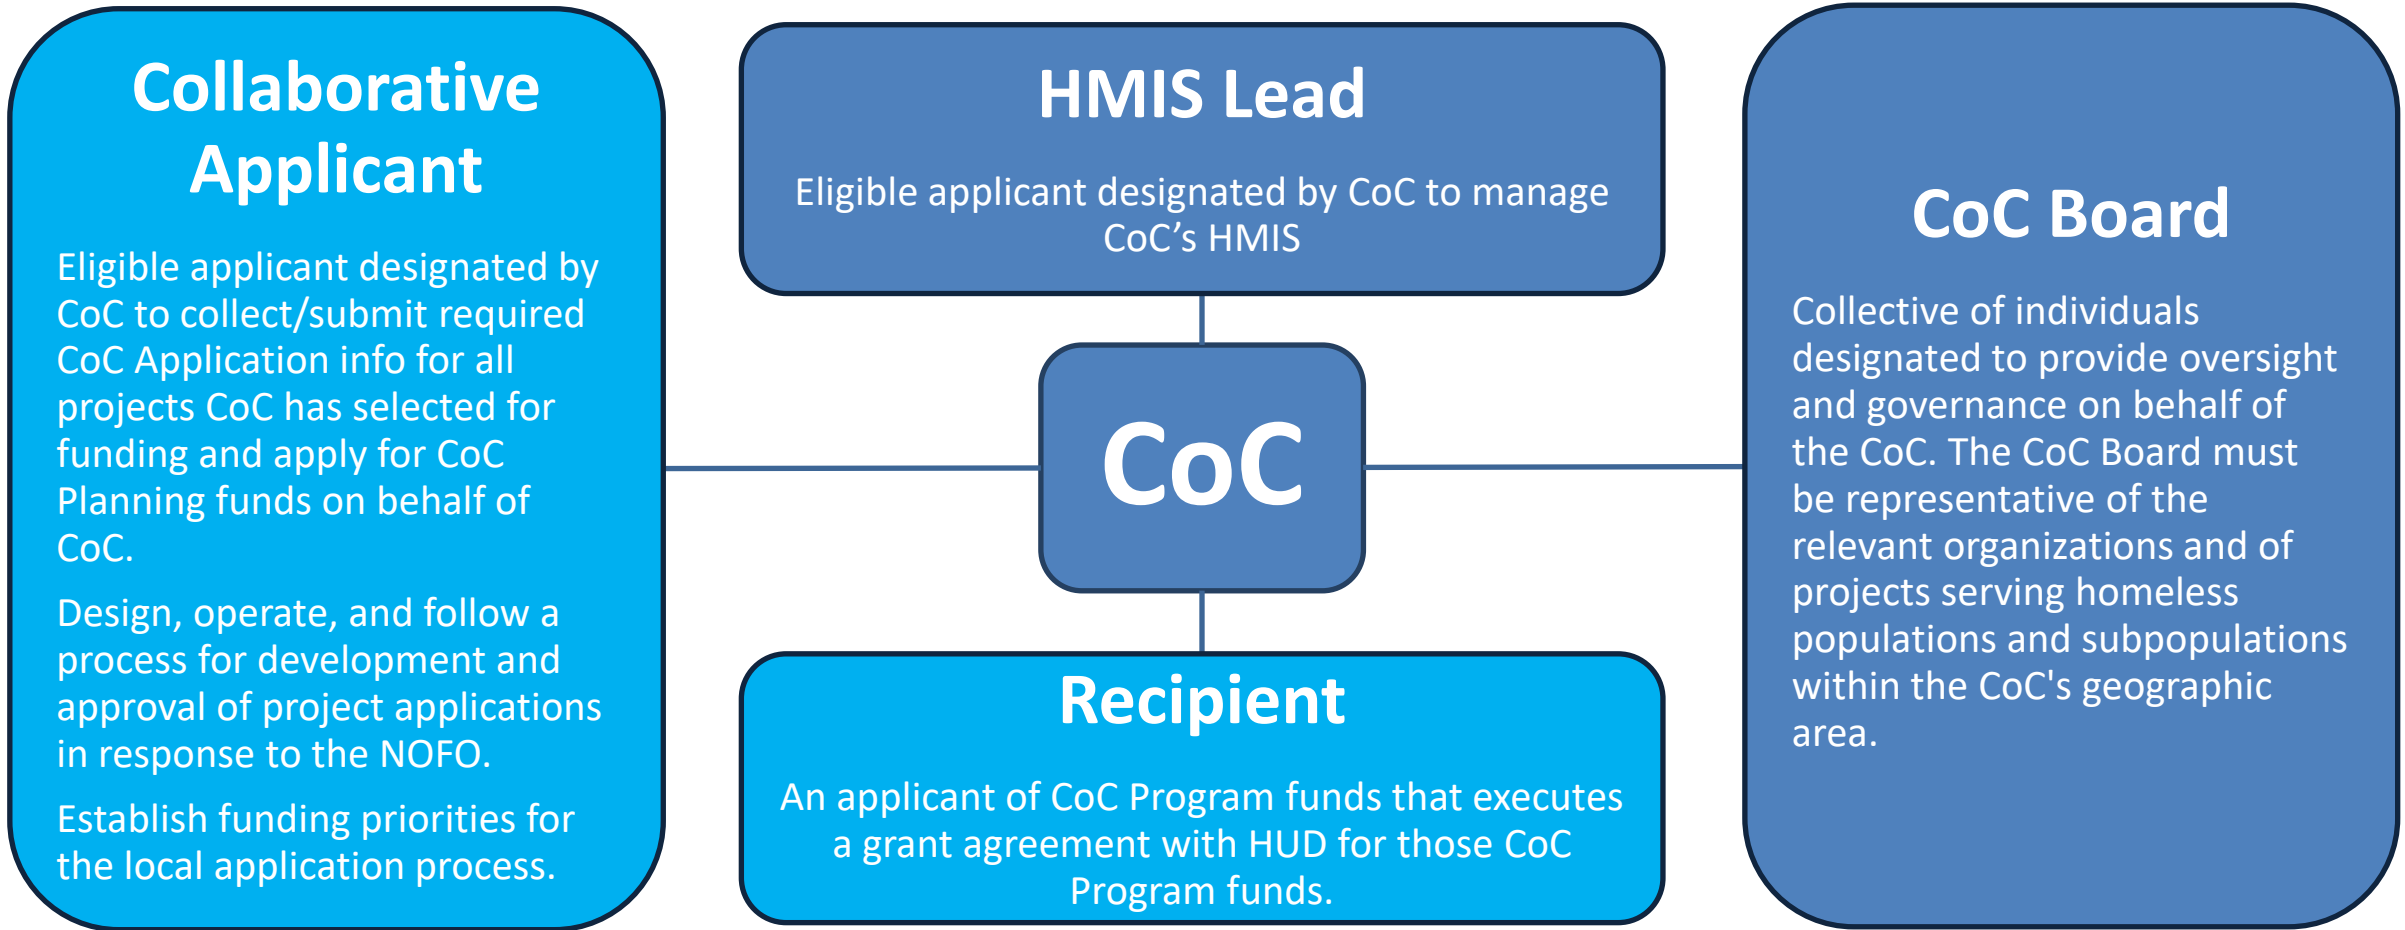 Collaborative
Applicant
Eligible applicant designated by
CoC to collect/submit required
CoC Application info for all
projects CoC has selected for
funding and apply for CoC
Planning funds on behalf of
CoC.
Design, operate, and follow a
process for development and
approval of project applications
in response to the NOFO.
Establish funding priorities for
the local application process.
HMIS Lead
Eligible applicant designated by CoC to manage
CoC’s HMIS
CoC
Recipient
An applicant of CoC Program funds that executes
a grant agreement with HUD for those CoC
Program funds.
CoC Board
Collective of individuals
designated to provide oversight
and governance on behalf of
the CoC. The CoC Board must
be representative of the
relevant organizations and of
projects serving homeless
populations and subpopulations
within the CoC's geographic
area.